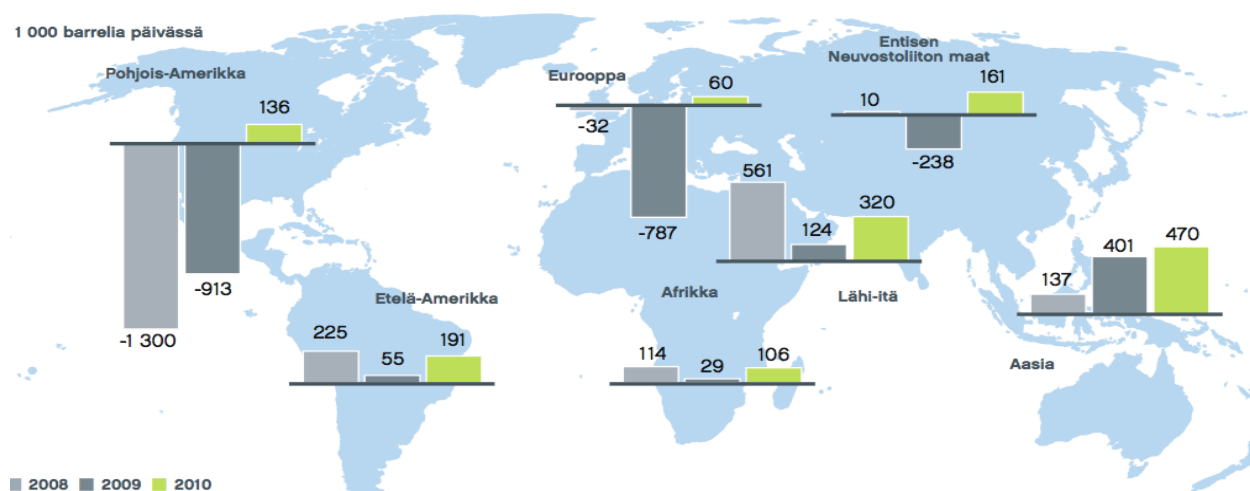 1 000 barrelia päivässä
Pohjois-Amerikka
136
-1 300
-913
Etelä-Amerikka
225
55
191
Eurooppa
-32
-787
60
Entisen
Neuvostoliiton maat
10
-238
161
561
124
320
Lähi-itä
Afrikka
114
29
106
137
401
470
Aasia
2008 2009 2010